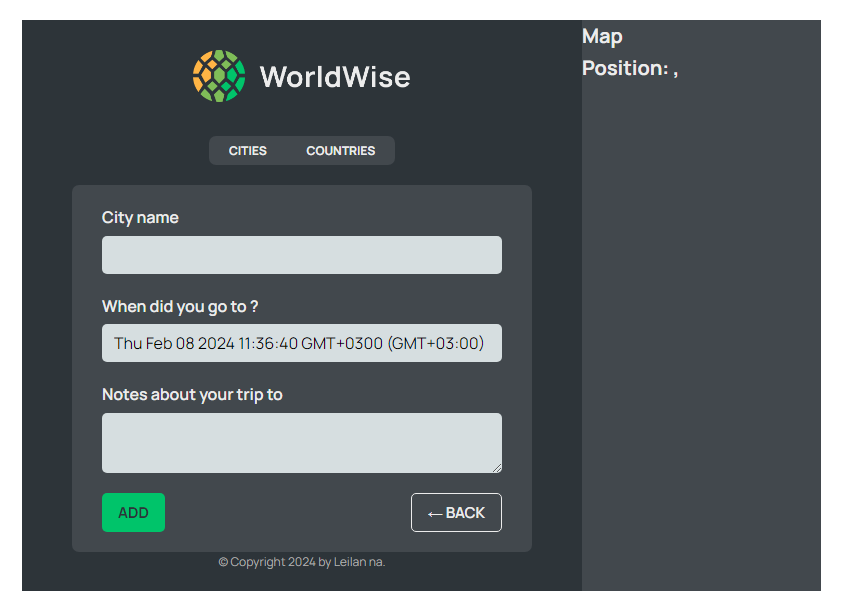 WorldWise
CITIES COUNTRIES
City name
When did you go to ?
Thu Feb 08 2024 11:36:40 GMT+0300 (GMT+03:00)
Notes about your trip to
ADD ← BACK
© Copyright 2024 by Leilan na.
Map
Position: ,